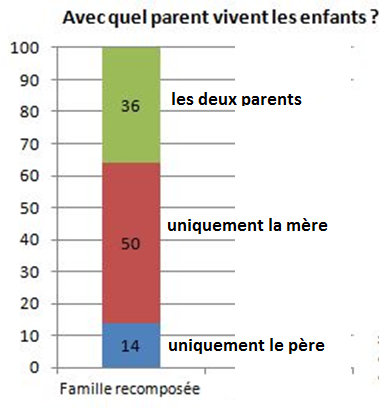 Avec quel parent vivent les enfants ?
100
90
80
70
60
50
40
30
20
10
0
36
les deux parents
50
uniquement la mère
14
uniquement le père
Famille recomposée